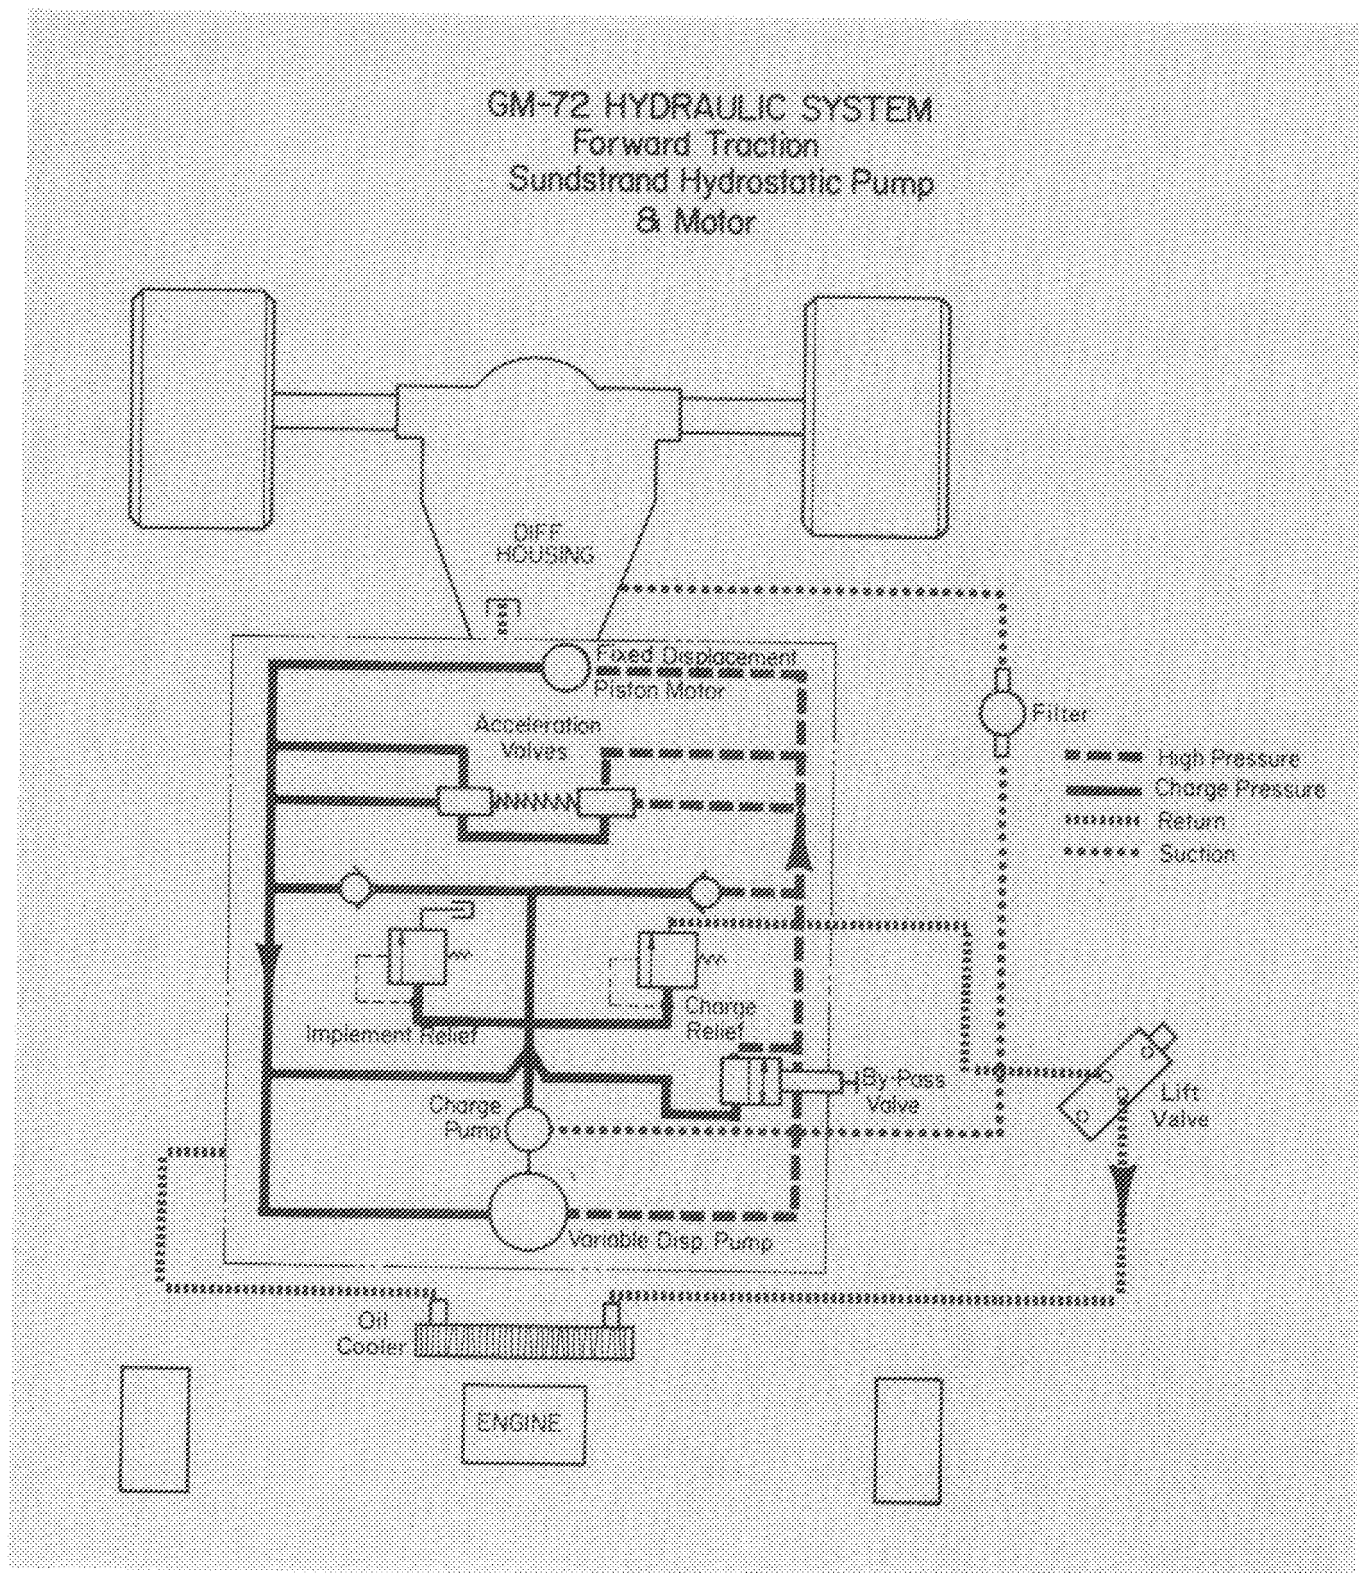 GM-72 HYDRAULIC SYSTEM
Forward Traction
Sundstrand Hydrostatic Pump
& Motor
DIFF.
HOUSING
Fixed Displacement
Piston Motor
Acceleration
Valves
Filter
High Pressure
Charge Pressure
Return
Suction
Implement Relief
Charge
Relief
By-Pass
Valve
Lift
Valve
Charge
Pump
Variable Disp. Pump
Oil
Cooler
ENGINE